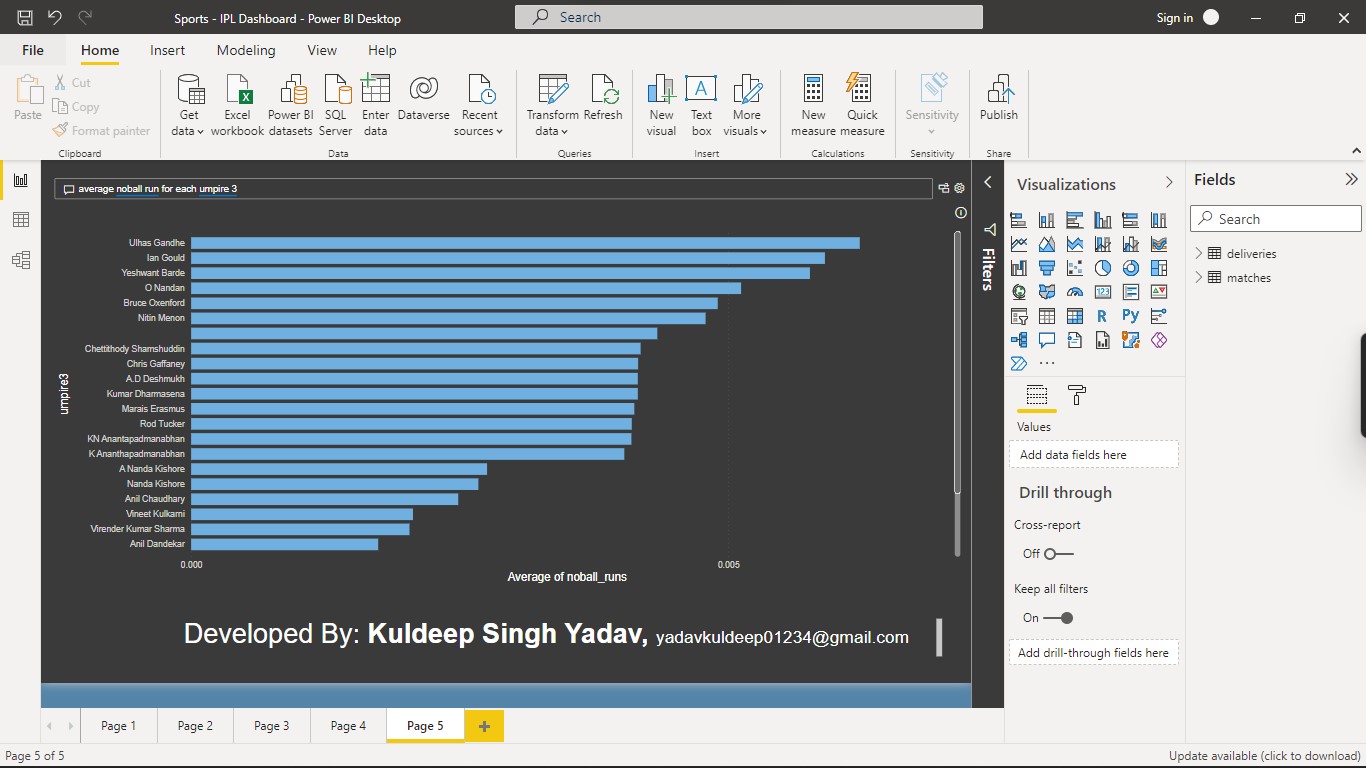 Sports - IPL Dashboard - Power BI Desktop
Search
Sign in
File Home Insert Modeling View Help
Paste
Cut
Copy
Format painter
Clipboard
Get data
Excel workbook
Power BI datasets
SQL Server
Enter data
Dataverse
Recent sources
Data
Transform data
Refresh
Queries
New visual
Text box
More visuals
Insert
New measure
Quick measure
Calculations
Sensitivity
Sensitivity
Publish
Share
average noball run for each umpire 3
umpire3
Ulhas Gandhe
Ian Gould
Yeshwant Barde
O Nandan
Bruce Oxenford
Nitin Menon
Chettithody Shamshuddin
Chris Gaffaney
A.D Deshmukh
Kumar Dharmasena
Marais Erasmus
Rod Tucker
KN Anantapadmanabhan
K Ananthapadmanabhan
A Nanda Kishore
Nanda Kishore
Anil Chaudhary
Vineet Kulkarni
Virender Kumar Sharma
Anil Dandekar
0.000 0.005
Average of noball_runs
Developed By: Kuldeep Singh Yadav, yadavkuldeep01234@gmail.com
Filters
Visualizations
R Py
123
Values
Add data fields here
Drill through
Cross-report
Off
Keep all filters
On
Add drill-through fields here
Fields
Search
deliveries
matches
Page 1 Page 2 Page 3 Page 4 Page 5 +
Page 5 of 5
Update available (click to download)